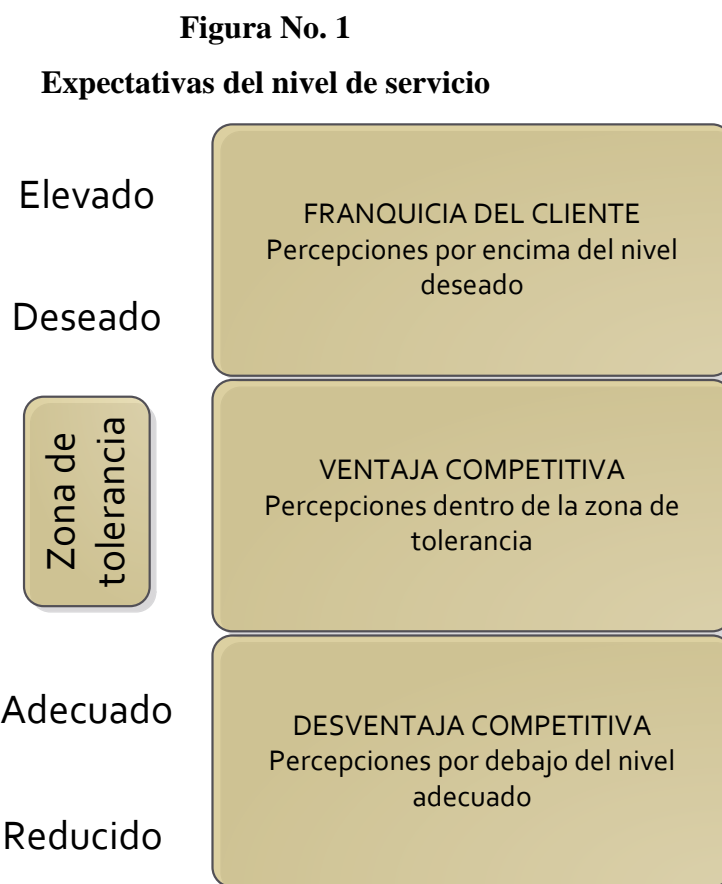 Figura No. 1
Expectativas del nivel de servicio
Elevado
FRANQUICIA DEL CLIENTE
Percepciones por encima del nivel
deseado
Deseado
Zona de
tolerancia
VENTAJA COMPETITIVA
Percepciones dentro de la zona de
tolerancia
Adecuado
DESVENTAJA COMPETITIVA
Percepciones por debajo del nivel
adecuado
Reducido